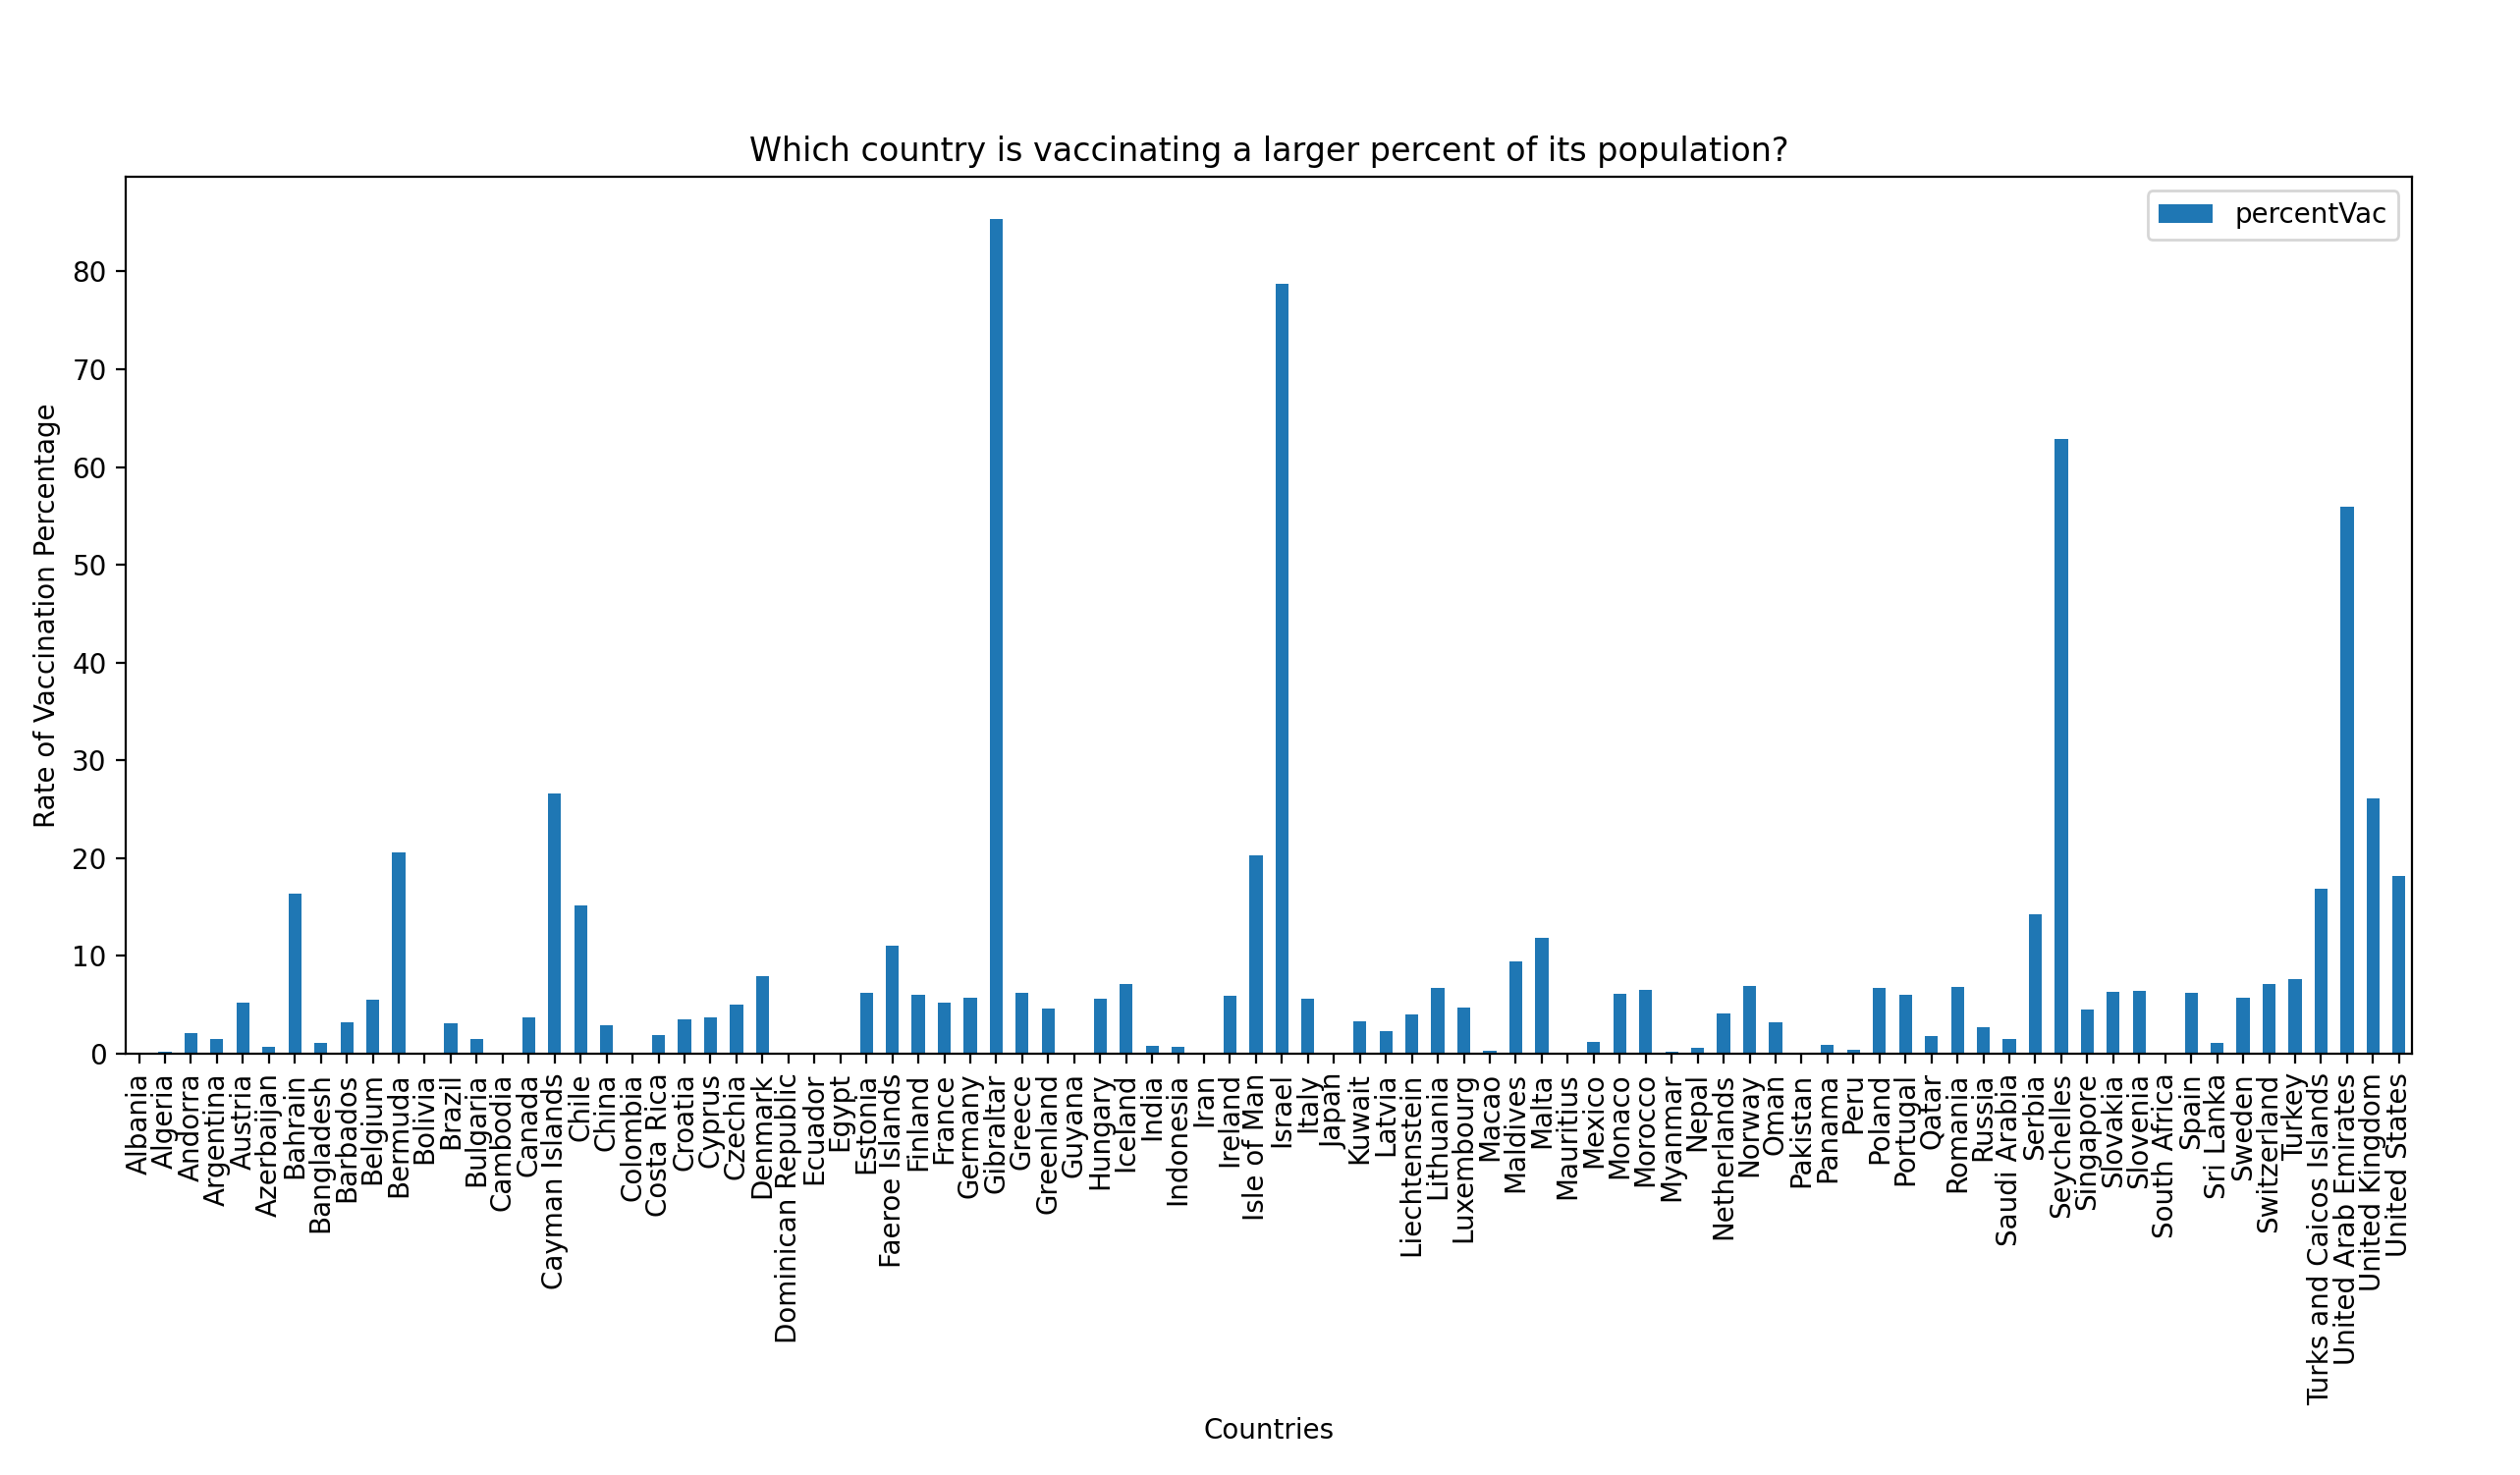 Which country is vaccinating a larger percent of its population?
percentVac
Rate of Vaccination Percentage
80
70
60
50
40
30
20
10
0
Albania
Algeria
Andorra
Argentina
Austria
Azerbaijan
Bahrain
Bangladesh
Barbados
Belgium
Bermuda
Bolivia
Brazil
Bulgaria
Cambodia
Canada
Cayman Islands
Chile
China
Colombia
Costa Rica
Croatia
Cyprus
Czechia
Denmark
Dominican Republic
Ecuador
Egypt
Estonia
Faeroe Islands
Finland
France
Germany
Gibraltar
Greece
Greenland
Guyana
Hungary
Iceland
India
Indonesia
Iran
Ireland
Isle of Man
Israel
Italy
Japan
Kuwait
Latvia
Liechtenstein
Lithuania
Luxembourg
Macao
Maldives
Malta
Mauritius
Mexico
Monaco
Morocco
Myanmar
Nepal
Netherlands
Norway
Oman
Pakistan
Panama
Peru
Poland
Portugal
Qatar
Romania
Russia
Saudi Arabia
Serbia
Seychelles
Singapore
Slovakia
Slovenia
South Africa
Spain
Sri Lanka
Sweden
Switzerland
Turkey
Turks and Caicos Islands
United Arab Emirates
United Kingdom
United States
Countries